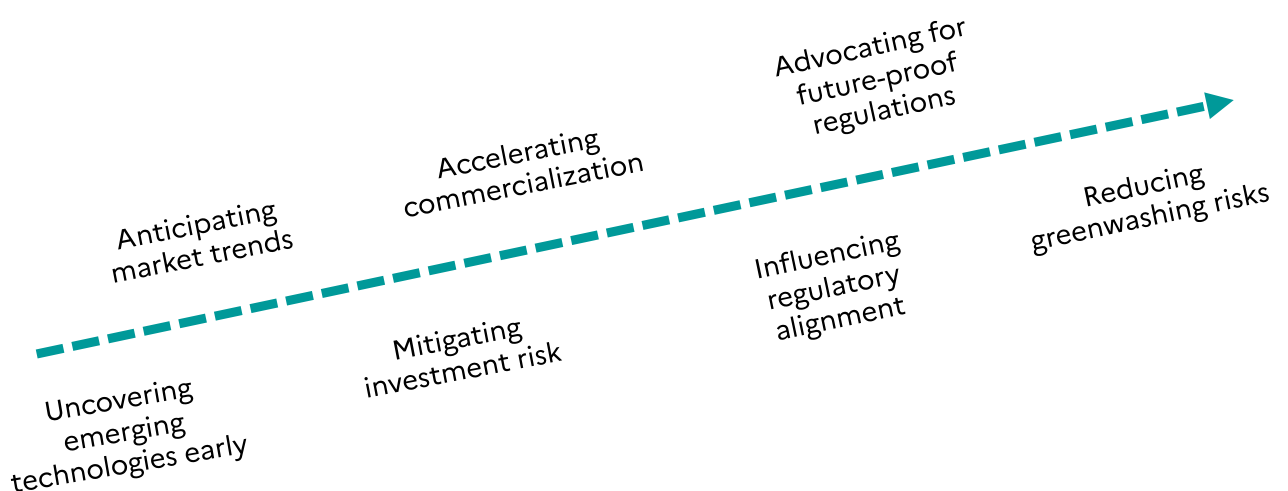 Advocating for
future-proof
regulations
Accelerating
commercialization
Anticipating
market trends
Reducing
greenwashing risks
Influencing
regulatory
alignment
Mitigating
investment risk
Uncovering
emerging
technologies early